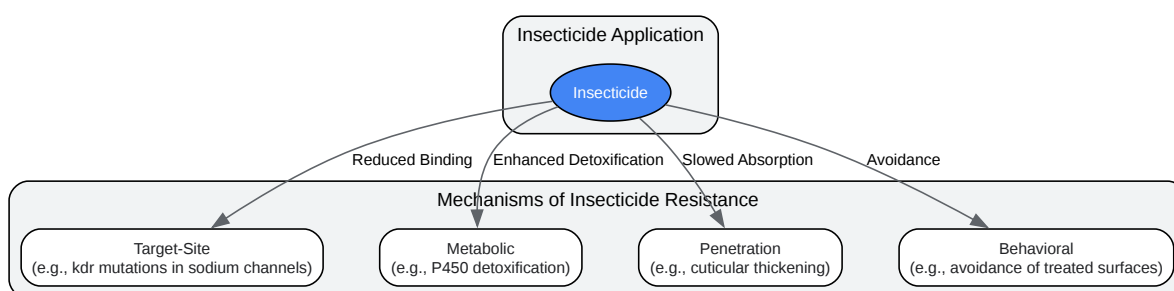 Insecticide Application
Insecticide
Reduced Binding
Enhanced Detoxification
Slowed Absorption
Avoidance
Mechanisms of Insecticide Resistance
Target-Site
(e.g., kdr mutations in sodium channels)
Metabolic
(e.g., P450 detoxification)
Penetration
(e.g., cuticular thickening)
Behavioral
(e.g., avoidance of treated surfaces)